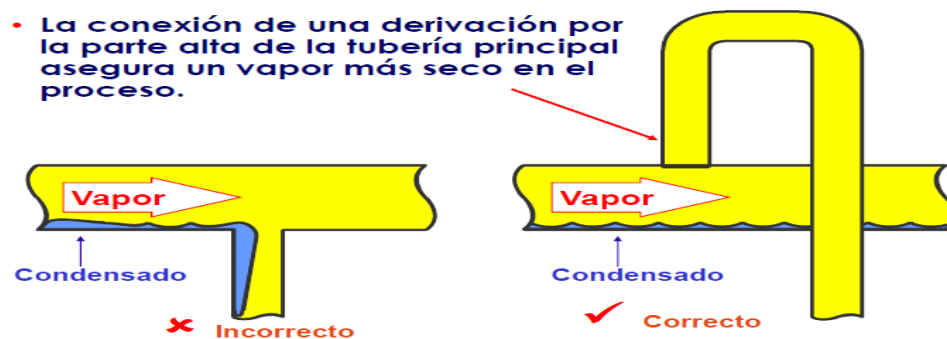 • La conexión de una derivación por
la parte alta de la tubería principal
asegura un vapor más seco en el
proceso.
Vapor
Condensado
Incorrecto
Vapor
Condensado
Correcto